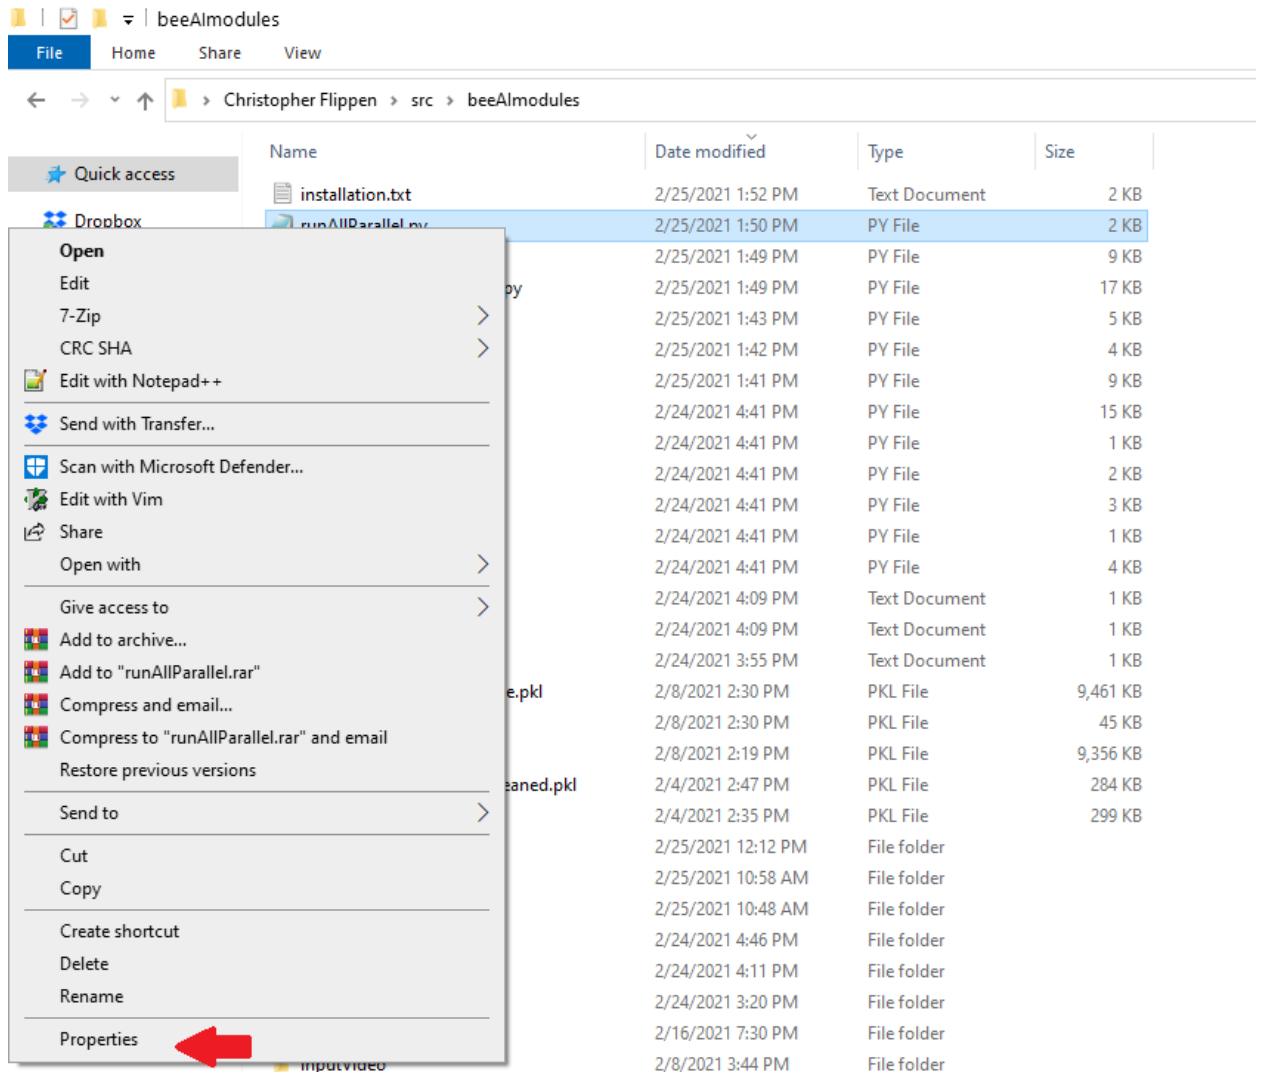 beeAImodules
File Home Share View
Christopher Flippen > src > beeAImodules
Name Date modified Type Size
Quick access
installation.txt 2/25/2021 1:52 PM Text Document 2 KB
Dropbox
runAllParallel.py 2/25/2021 1:50 PM PY File 2 KB
Open
Edit
7-Zip
CRC SHA
Edit with Notepad++
Send with Transfer...
Scan with Microsoft Defender...
Edit with Vim
Share
Open with
Give access to
Add to archive...
Add to "runAllParallel.rar"
Compress and email...
Compress to "runAllParallel.rar" and email
Restore previous versions
Send to
Cut
Copy
Create shortcut
Delete
Rename
Properties
2/25/2021 1:49 PM PY File 9 KB
py 2/25/2021 1:49 PM PY File 17 KB
2/25/2021 1:43 PM PY File 5 KB
2/25/2021 1:42 PM PY File 4 KB
2/25/2021 1:41 PM PY File 9 KB
2/24/2021 4:41 PM PY File 15 KB
2/24/2021 4:41 PM PY File 1 KB
2/24/2021 4:41 PM PY File 2 KB
2/24/2021 4:41 PM PY File 3 KB
2/24/2021 4:41 PM PY File 1 KB
2/24/2021 4:41 PM PY File 4 KB
2/24/2021 4:09 PM Text Document 1 KB
2/24/2021 4:09 PM Text Document 1 KB
2/24/2021 3:55 PM Text Document 1 KB
e.pkl 2/8/2021 2:30 PM PKL File 9,461 KB
2/8/2021 2:30 PM PKL File 45 KB
2/8/2021 2:19 PM PKL File 9,356 KB
eaned.pkl 2/4/2021 2:47 PM PKL File 284 KB
2/4/2021 2:35 PM PKL File 299 KB
2/25/2021 12:12 PM File folder
2/25/2021 10:58 AM File folder
2/25/2021 10:48 AM File folder
2/24/2021 4:46 PM File folder
2/24/2021 4:11 PM File folder
2/24/2021 3:20 PM File folder
2/16/2021 7:30 PM File folder
inputVideo 2/8/2021 3:44 PM File folder